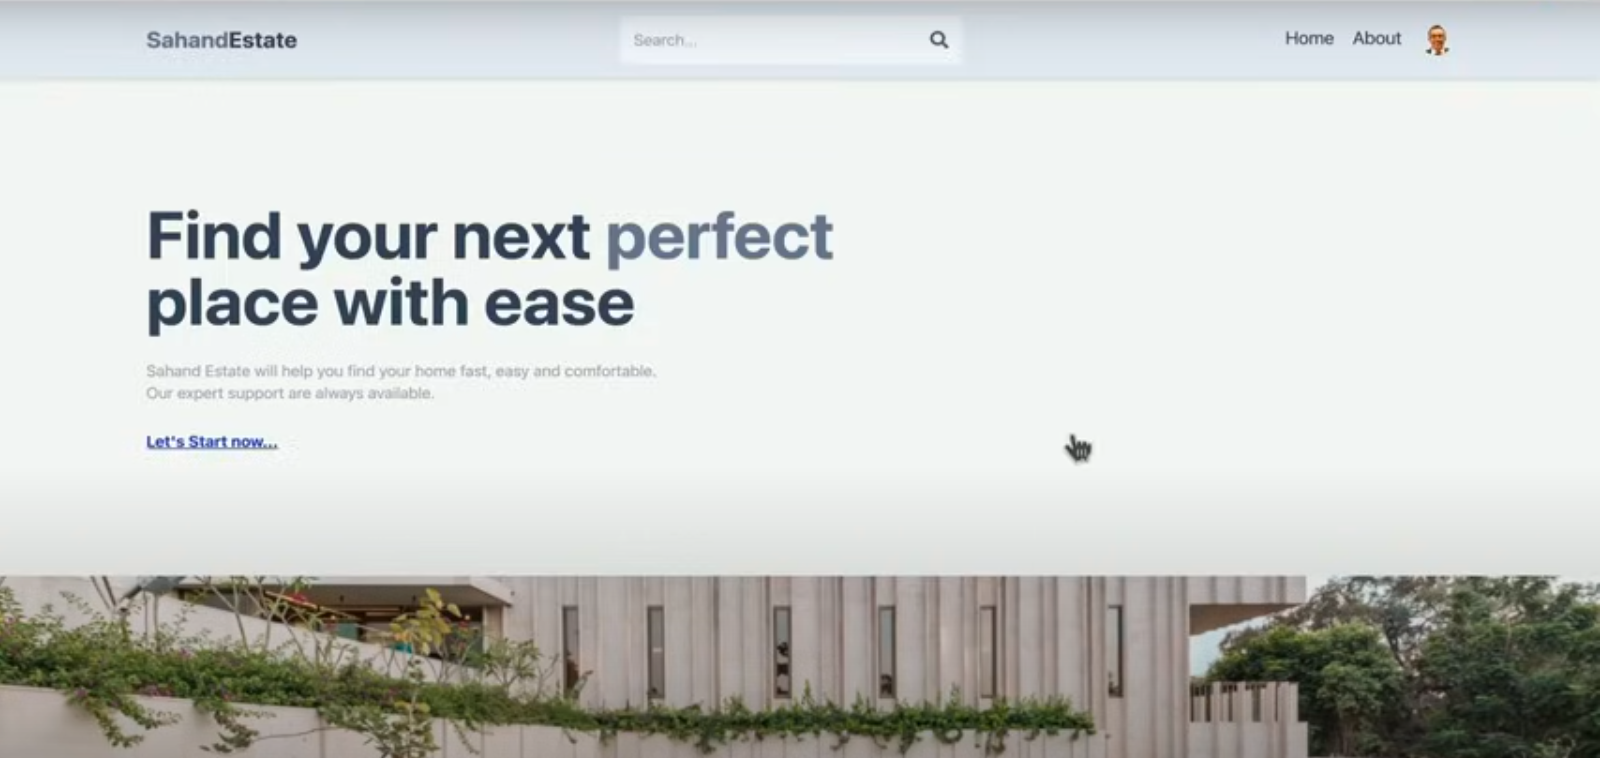 SahandEstate
Search...
Home
About
Find your next perfect
place with ease
Sahand Estate will help you find your home fast, easy and comfortable.
Our expert support are always available.
Let's Start now...